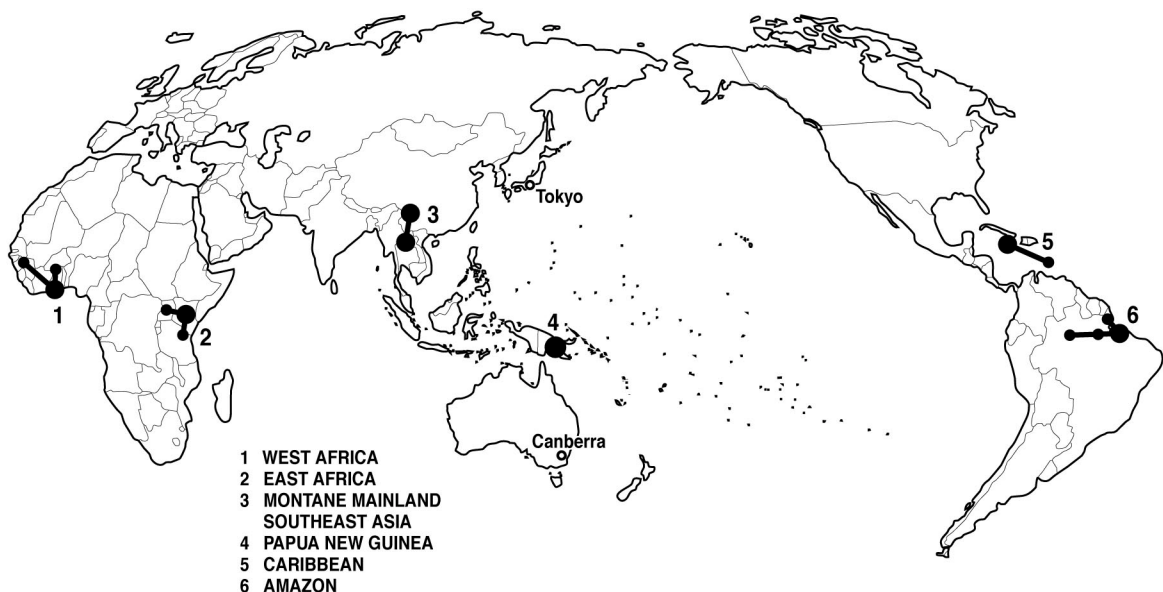 3
Tokyo
5
1
2
4
6
Canberra
1 WEST AFRICA
2 EAST AFRICA
3 MONTANE MAINLAND
SOUTHEAST ASIA
4 PAPUA NEW GUINEA
5 CARIBBEAN
6 AMAZON